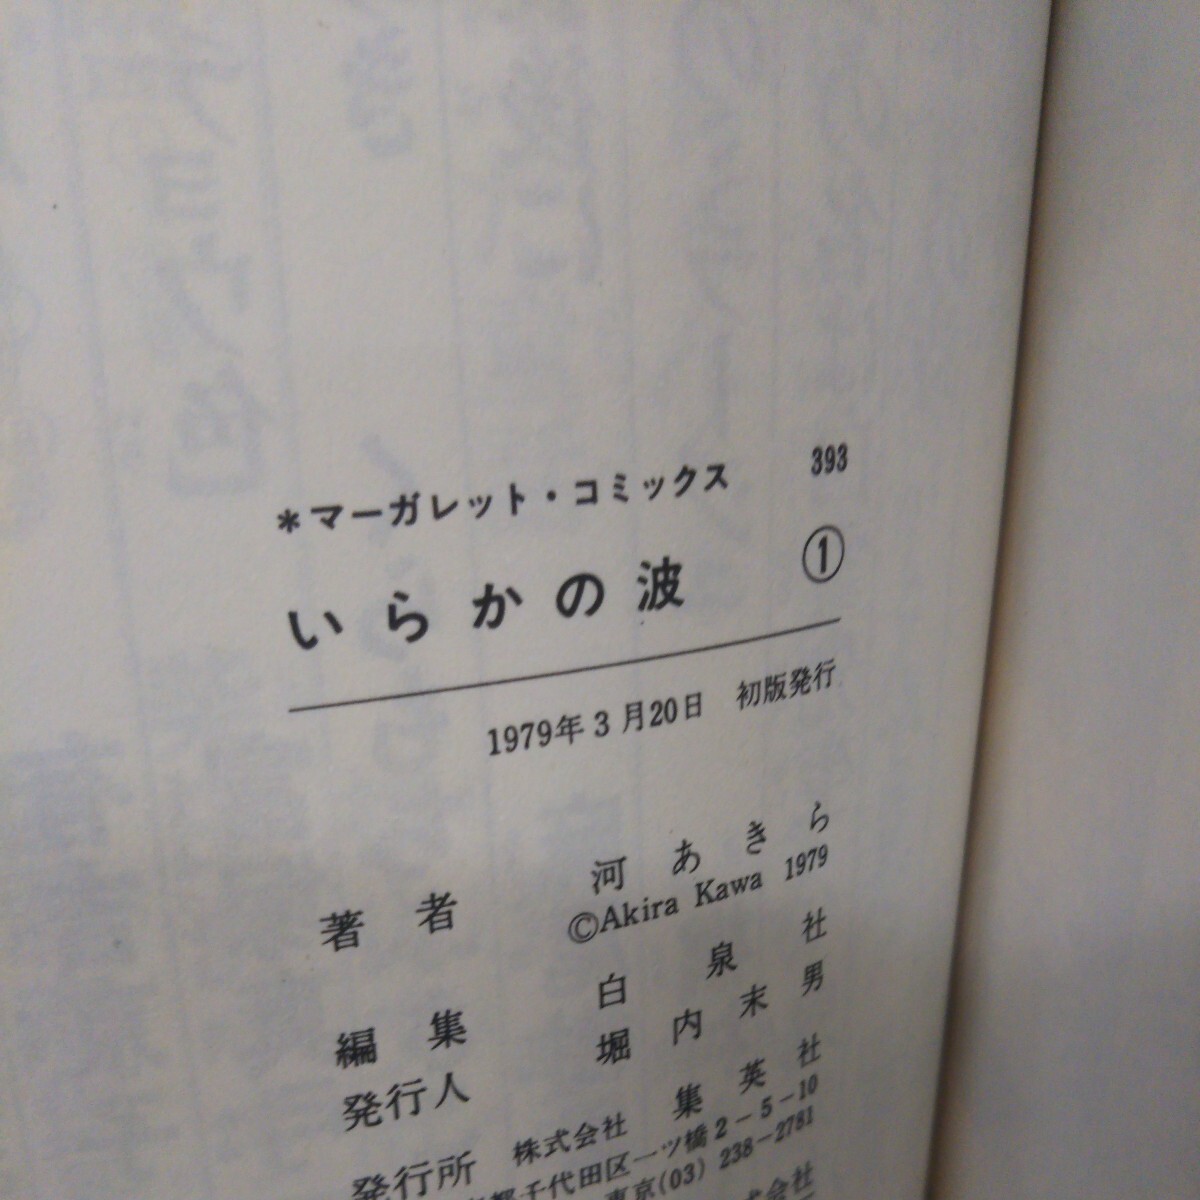 *マーガレット・コミックス 393
いらかの波 ①
1979年3月20日 初版発行
著者 河あきら
©Akira Kawa 1979
編集 白泉社
発行人 堀内末男
発行所 株式会社 集英社
千代田区一ツ橋2-5-10
東京(03) 238-2781
式会社